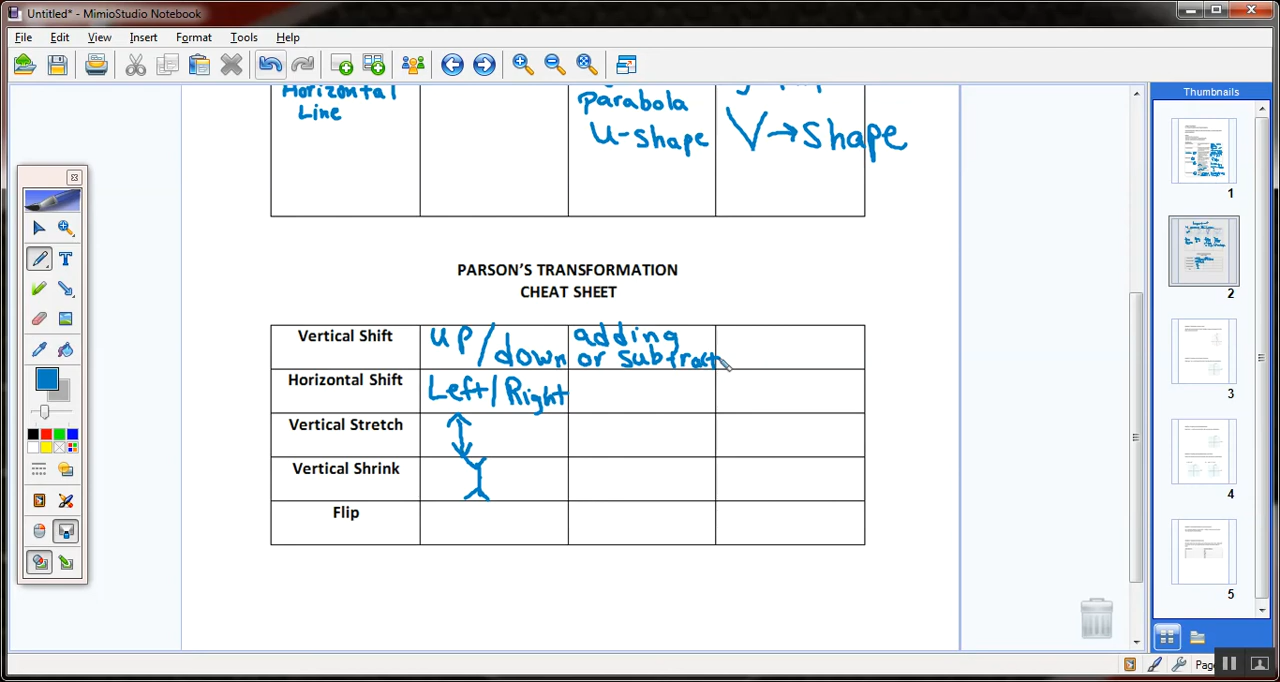 Untitled* - MimioStudio Notebook
File Edit View Insert Format Tools Help
Horizontal
Line
parabola
U-shape
V→shape
PARSON'S TRANSFORMATION
CHEAT SHEET
Vertical Shift
up/down
adding
or subtract
Horizontal Shift
Left/Right
Vertical Stretch
Vertical Shrink
Flip
Thumbnails
1
2
3
4
5
Page